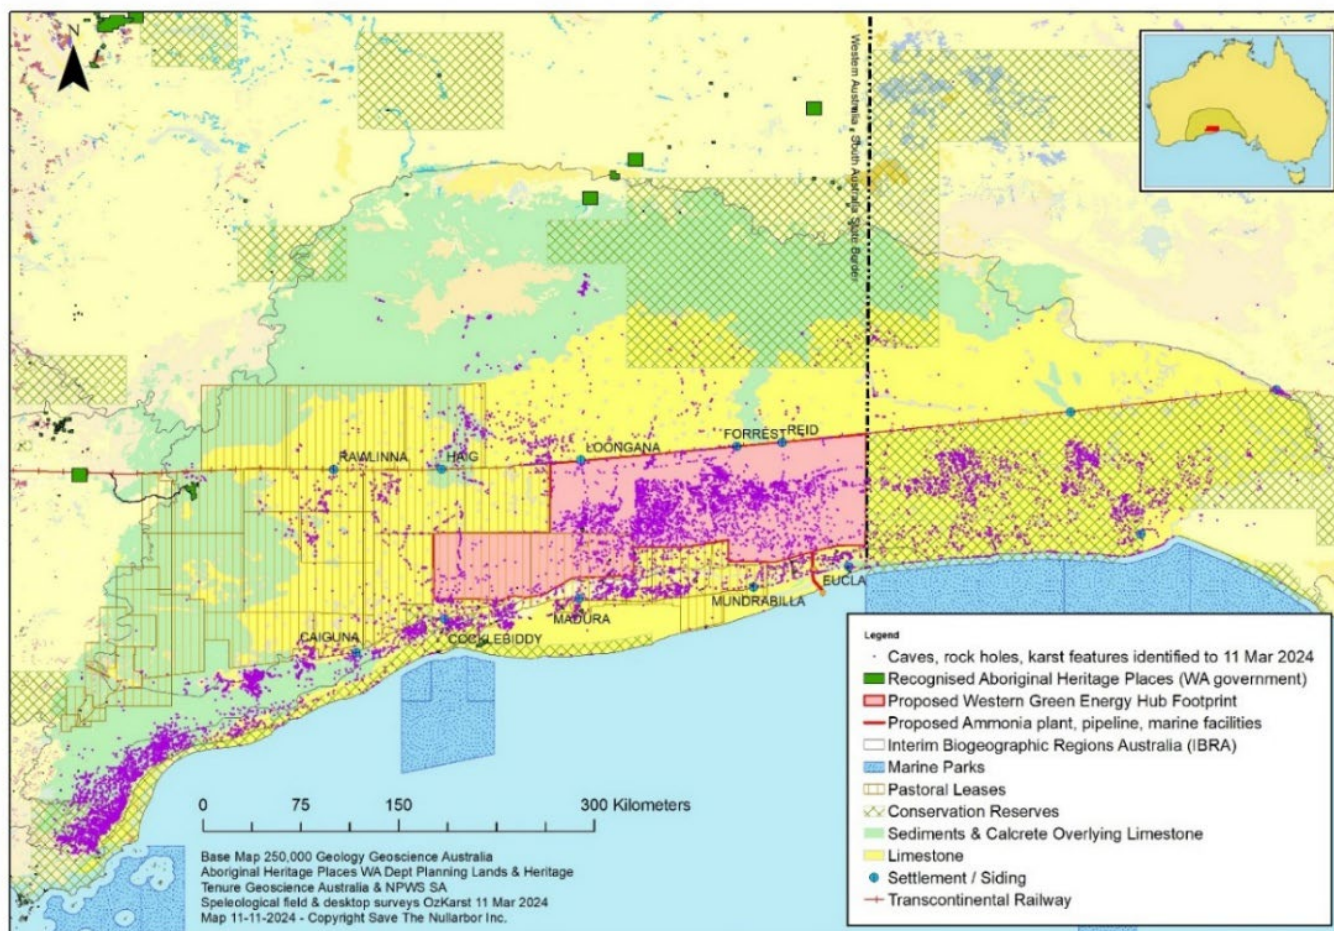 N
Western Australia, South Australia State Border
FORREST
REID
LOONGANA
RAWLINNA
HAIG
EUCLA
MUNDRABILLA
MADURA
COCKLEBIDDY
CAIGUNA
0 75 150 300 Kilometers
Base Map 250,000 Geology Geoscience Australia
Aboriginal Heritage Places WA Dept Planning Lands & Heritage
Tenure Geoscience Australia & NPWS SA
Speleological field & desktop surveys OzKarst 11 Mar 2024
Map 11-11-2024 - Copyright Save The Nullarbor Inc.
Legend
Caves, rock holes, karst features identified to 11 Mar 2024
Recognised Aboriginal Heritage Places (WA government)
Proposed Western Green Energy Hub Footprint
Proposed Ammonia plant, pipeline, marine facilities
Interim Biogeographic Regions Australia (IBRA)
Marine Parks
Pastoral Leases
Conservation Reserves
Sediments & Calcrete Overlying Limestone
Limestone
Settlement / Siding
Transcontinental Railway